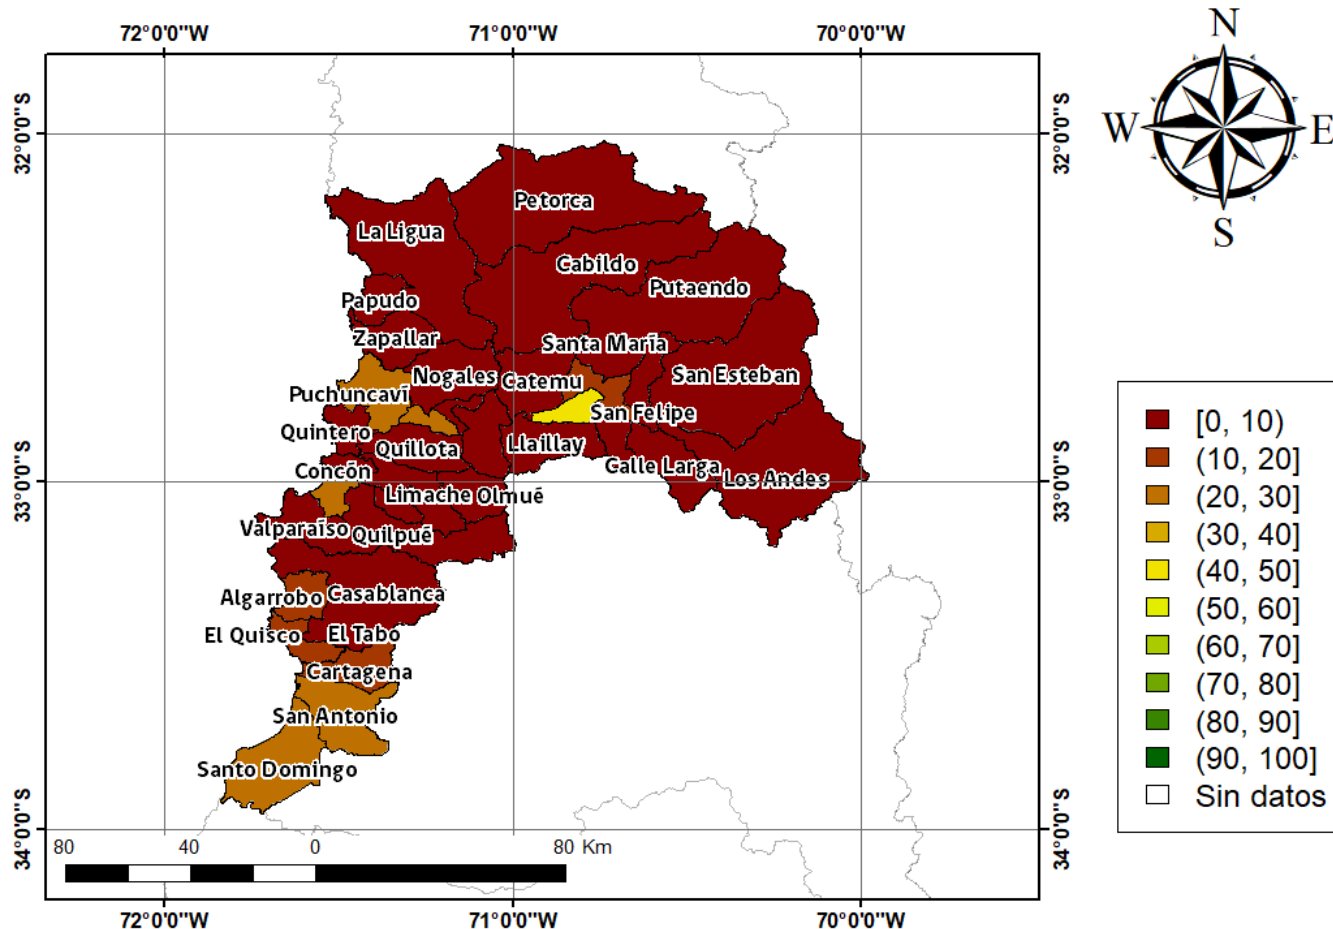 72°0'0"W 71°0'0"W 70°0'0"W
N
W E
S
32°0'0"S 32°0'0"S
Petorca
La Ligua
Cabildo
Putaendo
Papudo
Zapallar Santa María
Nogales Catemu San Esteban
Puchuncaví
San Felipe
Quintero
Quillota Llaillay
Concón Calle Larga
Los Andes
33°0'0"S 33°0'0"S
Limache Olmué
Valparaíso Quilpué
Algarrobo Casablanca
El Quisco El Tabo
Cartagena
San Antonio
Santo Domingo
34°0'0"S 34°0'0"S
80 40 0 80 Km
72°0'0"W 71°0'0"W 70°0'0"W
[0, 10)
(10, 20]
(20, 30]
(30, 40]
(40, 50]
(50, 60]
(60, 70]
(70, 80]
(80, 90]
(90, 100]
Sin datos